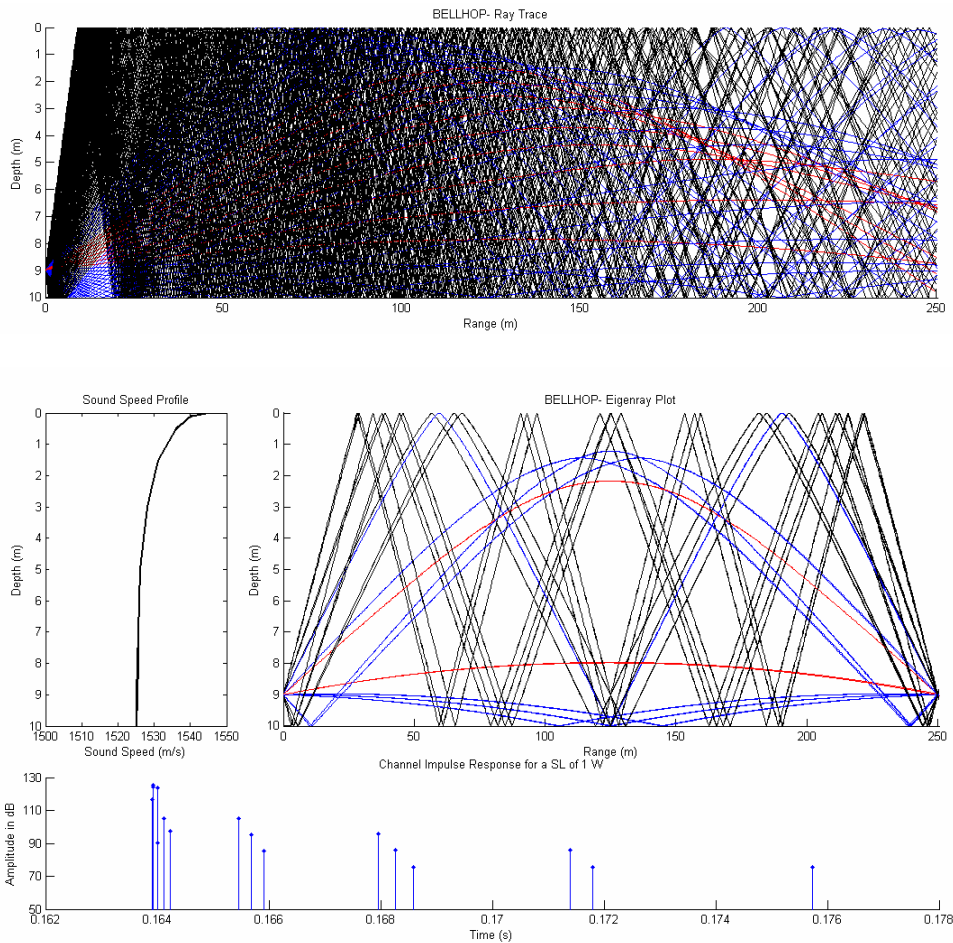 BELLHOP- Ray Trace
0
1
2
3
4
5
6
7
8
9
10
Depth (m)
0 50 100 150 200 250
Range (m)
Sound Speed Profile
0
1
2
3
4
5
6
7
8
9
10
Depth (m)
1500 1510 1520 1530 1540 1550
Sound Speed (m/s)
BELLHOP- Eigenray Plot
0
1
2
3
4
5
6
7
8
9
10
Depth (m)
0 50 100 150 200 250
Range (m)
Channel Impulse Response for a SL of 1 W
130
110
90
70
50
Amplitude in dB
0.162 0.164 0.166 0.168 0.17 0.172 0.174 0.176 0.178
Time (s)